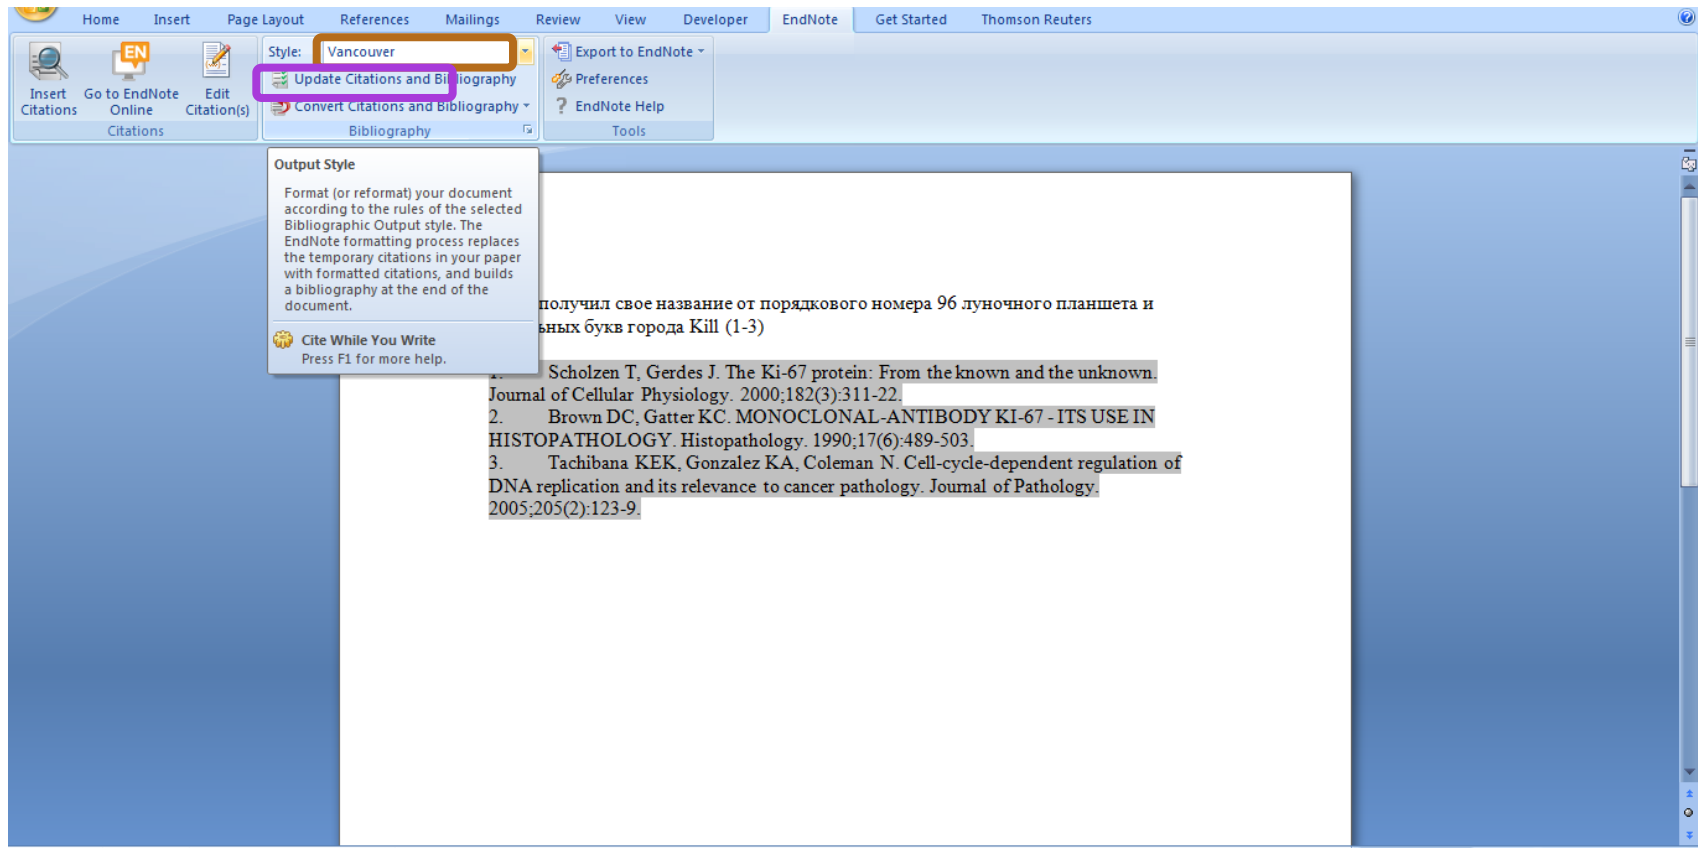 Home Insert Page Layout References Mailings Review View Developer EndNote Get Started Thomson Reuters
Insert Citations
Go to EndNote Online
Edit Citation(s)
Citations
Style: Vancouver
Update Citations and Bibliography
Convert Citations and Bibliography
Bibliography
Export to EndNote
Preferences
? EndNote Help
Tools
Output Style
Format (or reformat) your document
according to the rules of the selected
Bibliographic Output style. The
EndNote formatting process replaces
the temporary citations in your paper
with formatted citations, and builds
a bibliography at the end of the
document.
Cite While You Write
Press F1 for more help.
получил свое название от порядкового номера 96 луночного планшета и
ьных букв города Kill (1-3)
1. Scholzen T, Gerdes J. The Ki-67 protein: From the known and the unknown.
Journal of Cellular Physiology. 2000;182(3):311-22.
2. Brown DC, Gatter KC. MONOCLONAL-ANTIBODY KI-67 - ITS USE IN
HISTOPATHOLOGY. Histopathology. 1990;17(6):489-503.
3. Tachibana KEK, Gonzalez KA, Coleman N. Cell-cycle-dependent regulation of
DNA replication and its relevance to cancer pathology. Journal of Pathology.
2005;205(2):123-9.